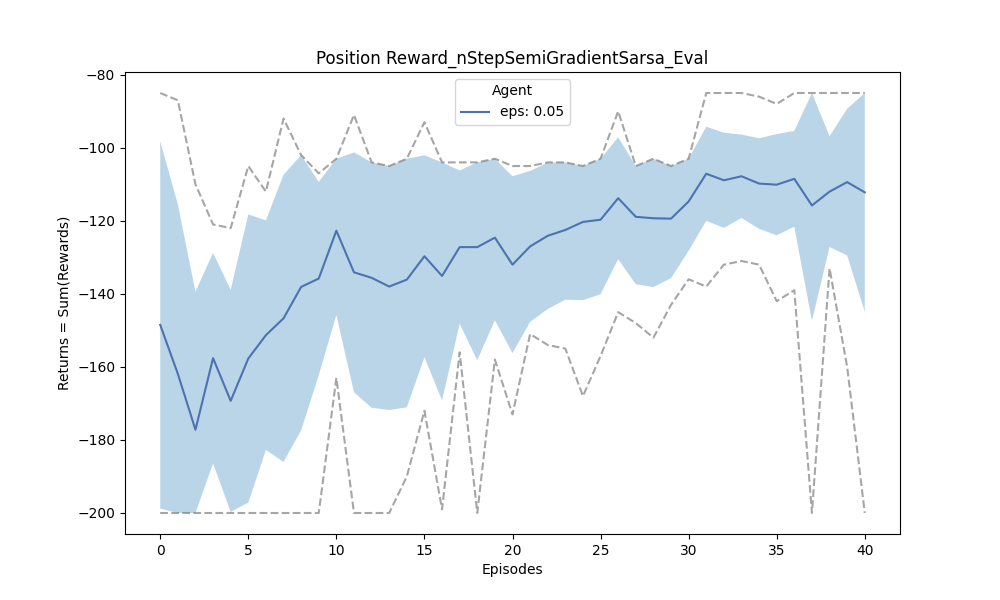 Position Reward_nStepSemiGradientSarsa_Eval
Agent
eps: 0.05
Returns = Sum(Rewards)
−80
−100
−120
−140
−160
−180
−200
0 5 10 15 20 25 30 35 40
Episodes